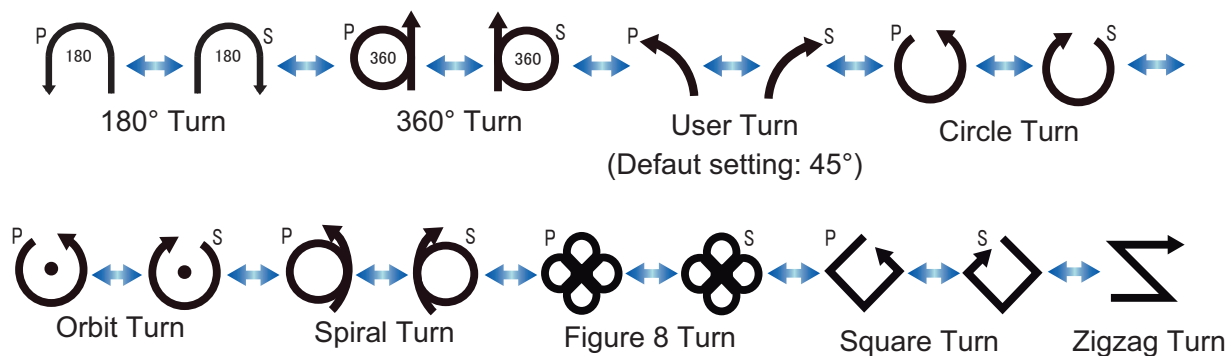 P 180 180 S P 360 360 S P S P S
180° Turn 360° Turn User Turn Circle Turn
(Defaut setting: 45°)
P S P S P S P S
Orbit Turn Spiral Turn Figure 8 Turn Square Turn Zigzag Turn